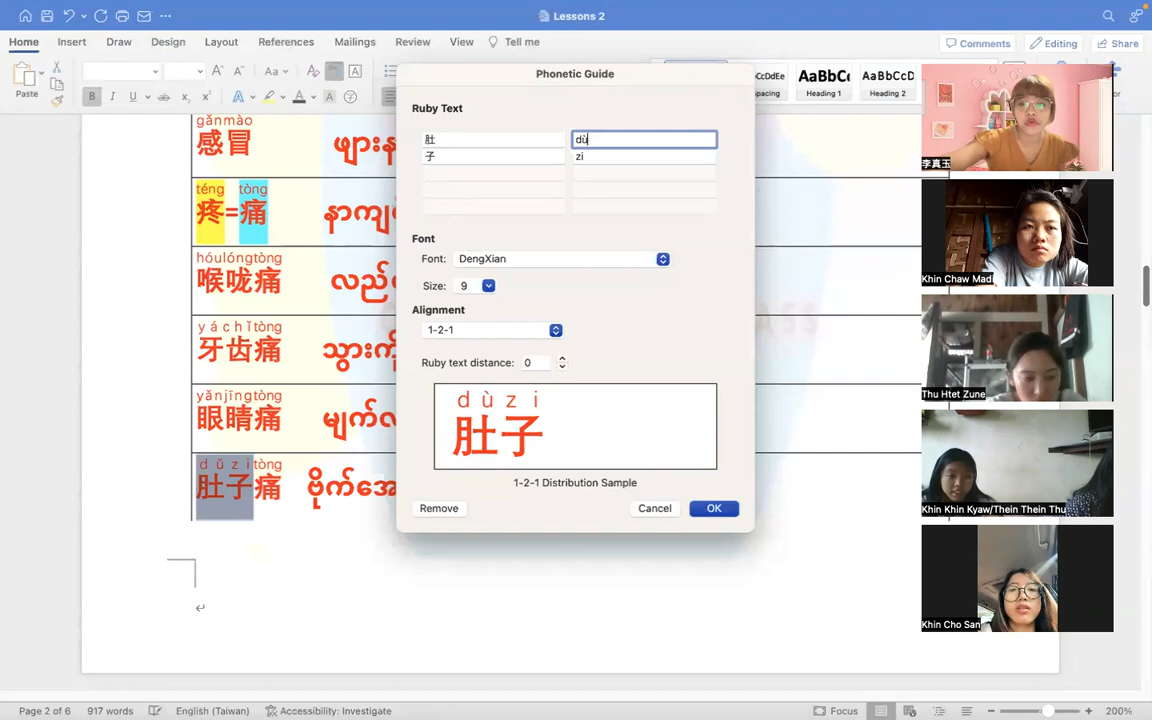 Lessons 2
Home Insert Draw Design Layout References Mailings Review View Tell me
Comments Editing Share
Paste
Aa
B I U ab x₂ x² A A A
AaBbC AaBbCcDdEe
Heading 1 Heading 2
Phonetic Guide
Ruby Text
肚 dù
子 zi
Font
Font: DengXian
Size: 9
Alignment
1-2-1
Ruby text distance: 0
d ù z i
肚子
1-2-1 Distribution Sample
Remove Cancel OK
gǎnmào
感冒
téng tòng
疼=痛
hóulóngtòng
喉咙痛
y á c h ǐ tòng
牙齿痛
yǎnjīngtòng
眼睛痛
d ǔ z i tòng
肚子痛
李真玉
Khin Chaw Madi
Thu Htet Zune
Khin Khin Kyaw/Thein Thein Thu
Khin Cho San
Page 2 of 6 917 words English (Taiwan) Accessibility: Investigate Focus 200%